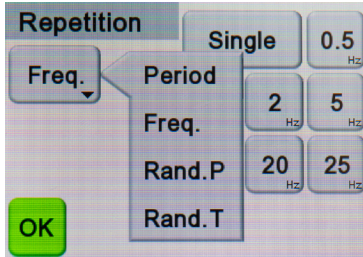 Repetition
Single
0.5
Hz
Freq.
Period
2
Hz
5
Hz
Freq.
Rand.P
20
Hz
25
Hz
Rand.T
OK